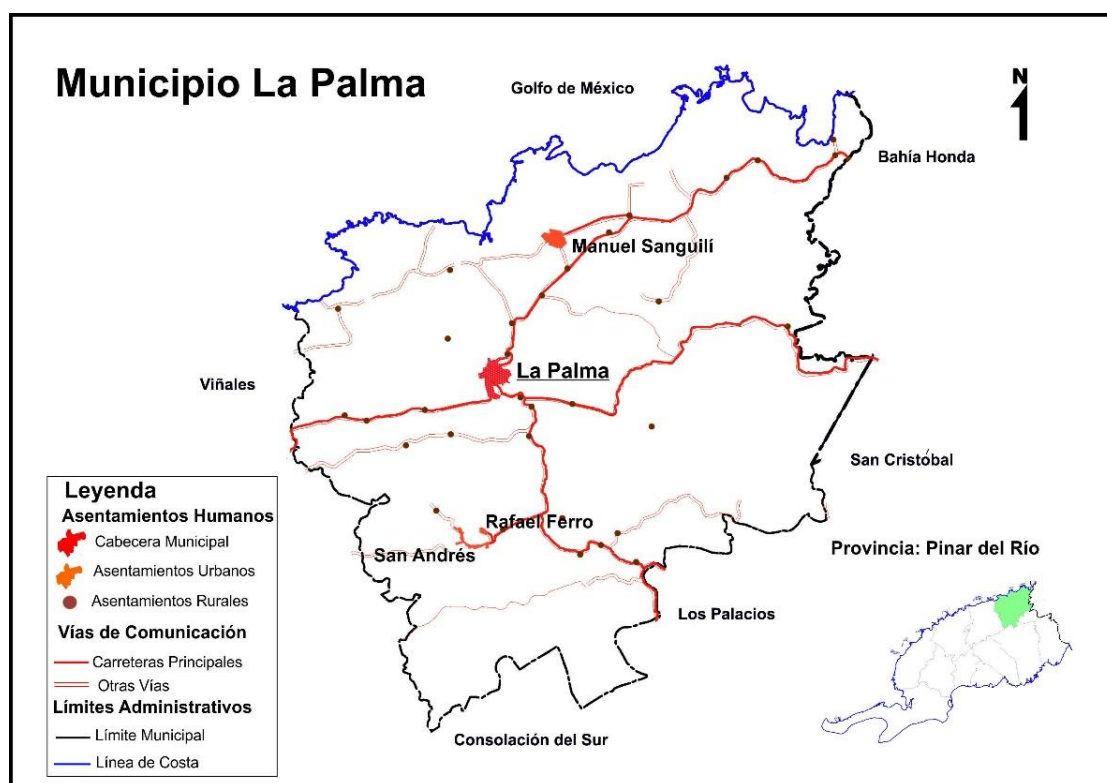 Municipio La Palma
Golfo de México
N
Bahía Honda
Manuel Sanguilí
La Palma
Viñales
San Cristóbal
Rafael Ferro
San Andrés
Provincia: Pinar del Río
Los Palacios
Consolación del Sur
Leyenda
Asentamientos Humanos
Cabecera Municipal
Asentamientos Urbanos
Asentamientos Rurales
Vías de Comunicación
Carreteras Principales
Otras Vías
Límites Administrativos
Límite Municipal
Línea de Costa